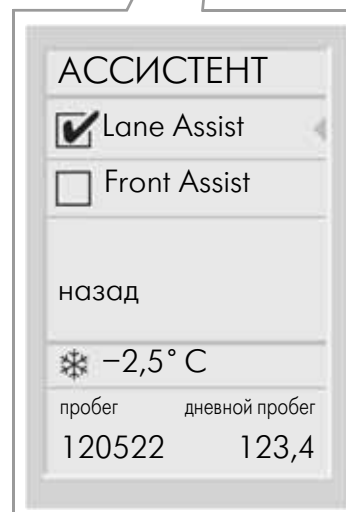 АССИСТЕНТ
Lane Assist
Front Assist
назад
−2,5° C
пробег дневной пробег
120522 123,4